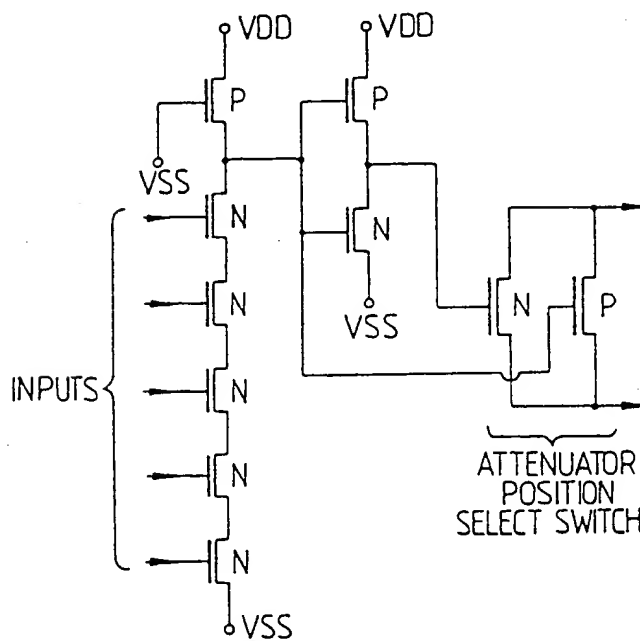 VDD
VDD
P
P
VSS
N
N
N
VSS
N
P
INPUTS
N
N
N
ATTENUATOR
POSITION
SELECT SWITCH
VSS